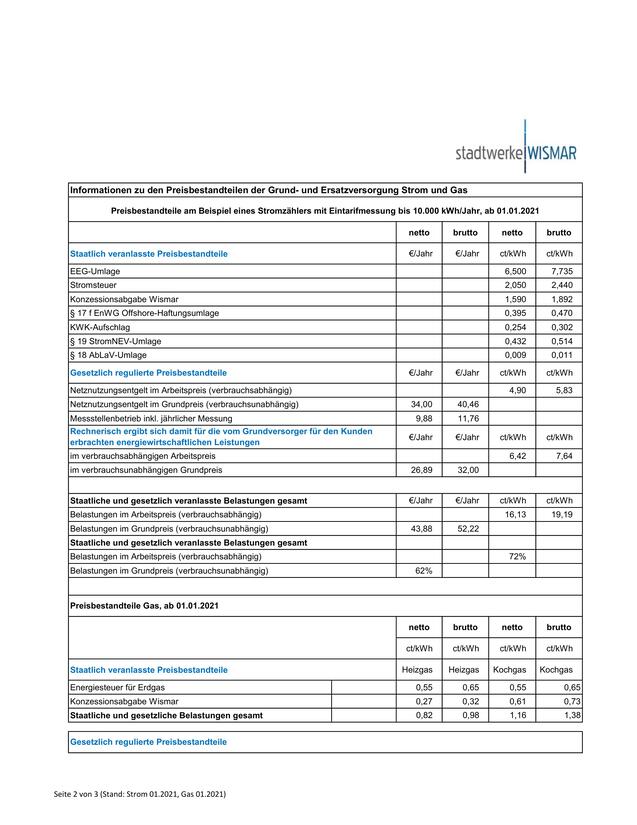 stadtwerke WISMAR
Informationen zu den Preisbestandteilen der Grund- und Ersatzversorgung Strom und Gas
Preisbestandteile am Beispiel eines Stromzählers mit Eintarifmessung bis 10.000 kWh/Jahr, ab 01.01.2021
netto brutto netto brutto
Staatlich veranlasste Preisbestandteile €/Jahr €/Jahr ct/kWh ct/kWh
EEG-Umlage 6,500 7,735
Stromsteuer 2,050 2,440
Konzessionsabgabe Wismar 1,590 1,892
§ 17 f EnWG Offshore-Haftungsumlage 0,395 0,470
KWK-Aufschlag 0,254 0,302
§ 19 StromNEV-Umlage 0,432 0,514
§ 18 AbLaV-Umlage 0,009 0,011
Gesetzlich regulierte Preisbestandteile €/Jahr €/Jahr ct/kWh ct/kWh
Netznutzungsentgelt im Arbeitspreis (verbrauchsabhängig) 4,90 5,83
Netznutzungsentgelt im Grundpreis (verbrauchsunabhängig) 34,00 40,46
Messstellenbetrieb inkl. jährlicher Messung 9,88 11,76
Rechnerisch ergibt sich damit für die vom Grundversorger für den Kunden
erbrachten energiewirtschaftlichen Leistungen €/Jahr €/Jahr ct/kWh ct/kWh
im verbrauchsabhängigen Arbeitspreis 6,42 7,64
im verbrauchsunabhängigen Grundpreis 26,89 32,00
Staatliche und gesetzlich veranlasste Belastungen gesamt €/Jahr €/Jahr ct/kWh ct/kWh
Belastungen im Arbeitspreis (verbrauchsabhängig) 16,13 19,19
Belastungen im Grundpreis (verbrauchsunabhängig) 43,88 52,22
Staatliche und gesetzlich veranlasste Belastungen gesamt
Belastungen im Arbeitspreis (verbrauchsabhängig) 72%
Belastungen im Grundpreis (verbrauchsunabhängig) 62%
Preisbestandteile Gas, ab 01.01.2021
netto brutto netto brutto
ct/kWh ct/kWh ct/kWh ct/kWh
Staatlich veranlasste Preisbestandteile Heizgas Heizgas Kochgas Kochgas
Energiesteuer für Erdgas 0,55 0,65 0,55 0,65
Konzessionsabgabe Wismar 0,27 0,32 0,61 0,73
Staatliche und gesetzliche Belastungen gesamt 0,82 0,98 1,16 1,38
Gesetzlich regulierte Preisbestandteile
Seite 2 von 3 (Stand: Strom 01.2021, Gas 01.2021)